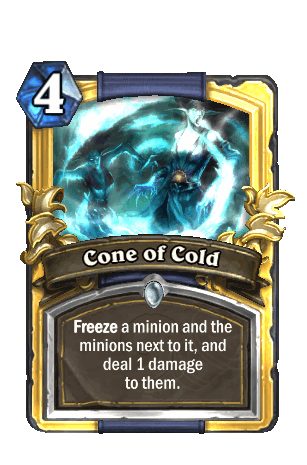 4
Cone of Cold
Freeze a minion and the
minions next to it, and
deal 1 damage
to them.